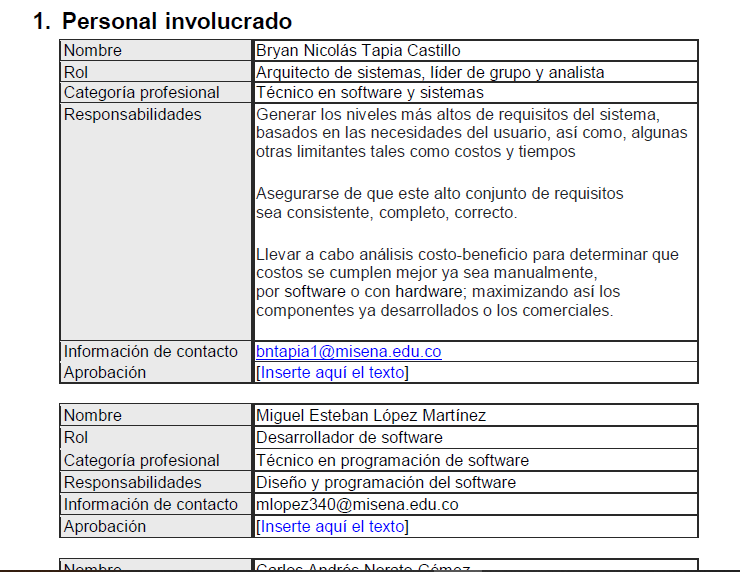 1. Personal involucrado
Nombre Bryan Nicolás Tapia Castillo
Rol Arquitecto de sistemas, líder de grupo y analista
Categoría profesional Técnico en software y sistemas
Responsabilidades Generar los niveles más altos de requisitos del sistema,
basados en las necesidades del usuario, así como, algunas
otras limitantes tales como costos y tiempos
Asegurarse de que este alto conjunto de requisitos
sea consistente, completo, correcto.
Llevar a cabo análisis costo-beneficio para determinar que
costos se cumplen mejor ya sea manualmente,
por software o con hardware; maximizando así los
componentes ya desarrollados o los comerciales.
Información de contacto bntapia1@misena.edu.co
Aprobación [Inserte aquí el texto]
Nombre Miguel Esteban López Martínez
Rol Desarrollador de software
Categoría profesional Técnico en programación de software
Responsabilidades Diseño y programación del software
Información de contacto mlopez340@misena.edu.co
Aprobación [Inserte aquí el texto]
Nombre Carlos Andrés Norato Gómez